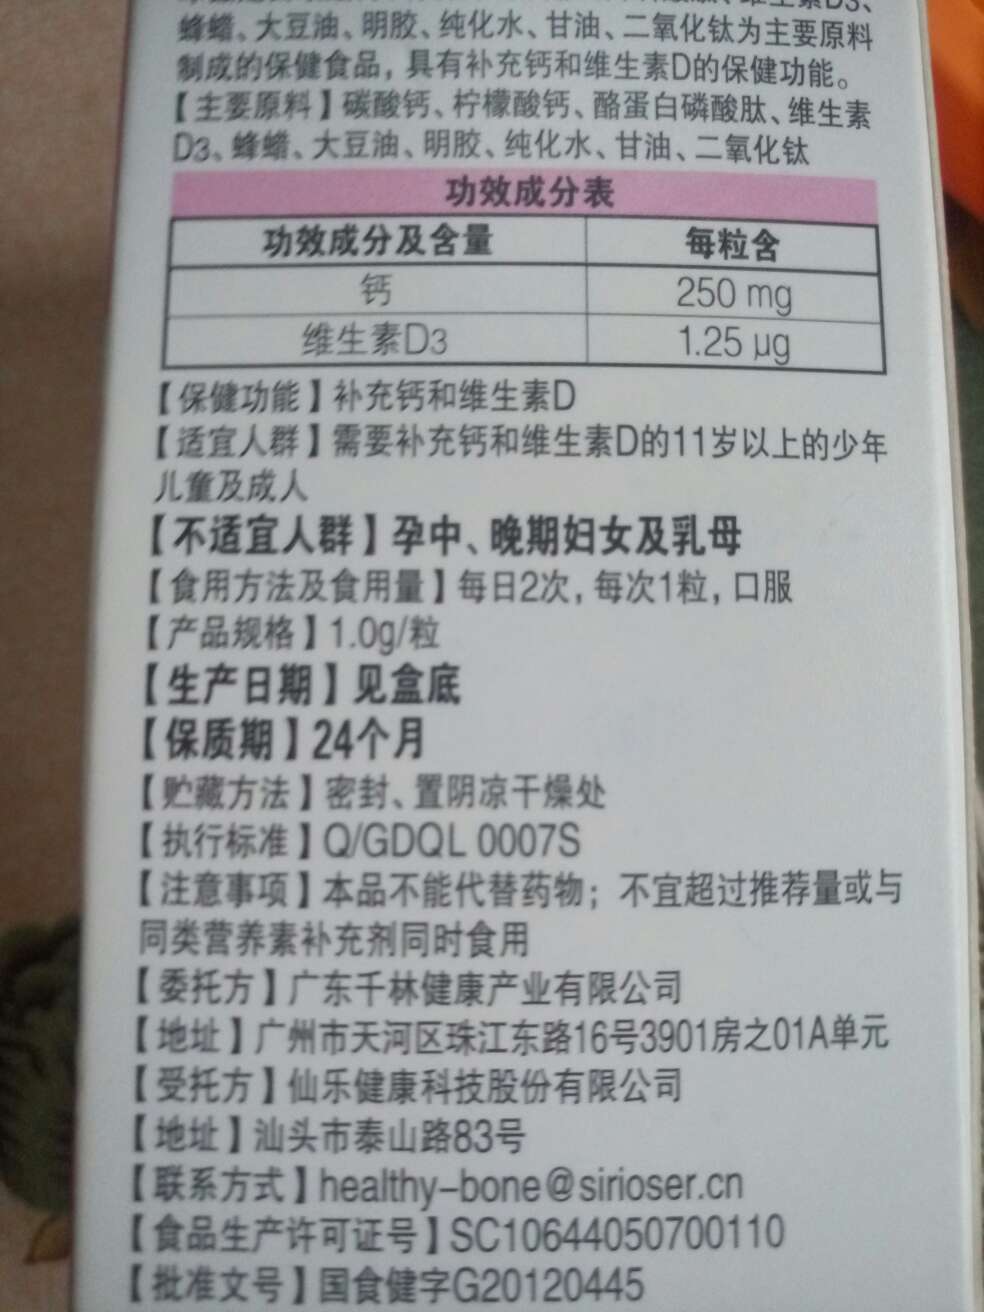 维生素D3、
蜂蜡、大豆油、明胶、纯化水、甘油、二氧化钛为主要原料
制成的保健食品，具有补充钙和维生素D的保健功能。
【主要原料】碳酸钙、柠檬酸钙、酪蛋白磷酸肽、维生素
D3、蜂蜡、大豆油、明胶、纯化水、甘油、二氧化钛
功效成分表
功效成分及含量 每粒含
钙 250 mg
维生素D3 1.25 μg
【保健功能】补充钙和维生素D
【适宜人群】需要补充钙和维生素D的11岁以上的少年
儿童及成人
【不适宜人群】孕中、晚期妇女及乳母
【食用方法及食用量】每日2次，每次1粒，口服
【产品规格】1.0g/粒
【生产日期】见盒底
【保质期】24个月
【贮藏方法】密封、置阴凉干燥处
【执行标准】Q/GDQL 0007S
【注意事项】本品不能代替药物；不宜超过推荐量或与
同类营养素补充剂同时食用
【委托方】广东千林健康产业有限公司
【地址】广州市天河区珠江东路16号3901房之01A单元
【受托方】仙乐健康科技股份有限公司
【地址】汕头市泰山路83号
【联系方式】healthy-bone@sirioser.cn
【食品生产许可证号】SC10644050700110
【批准文号】国食健字G20120445